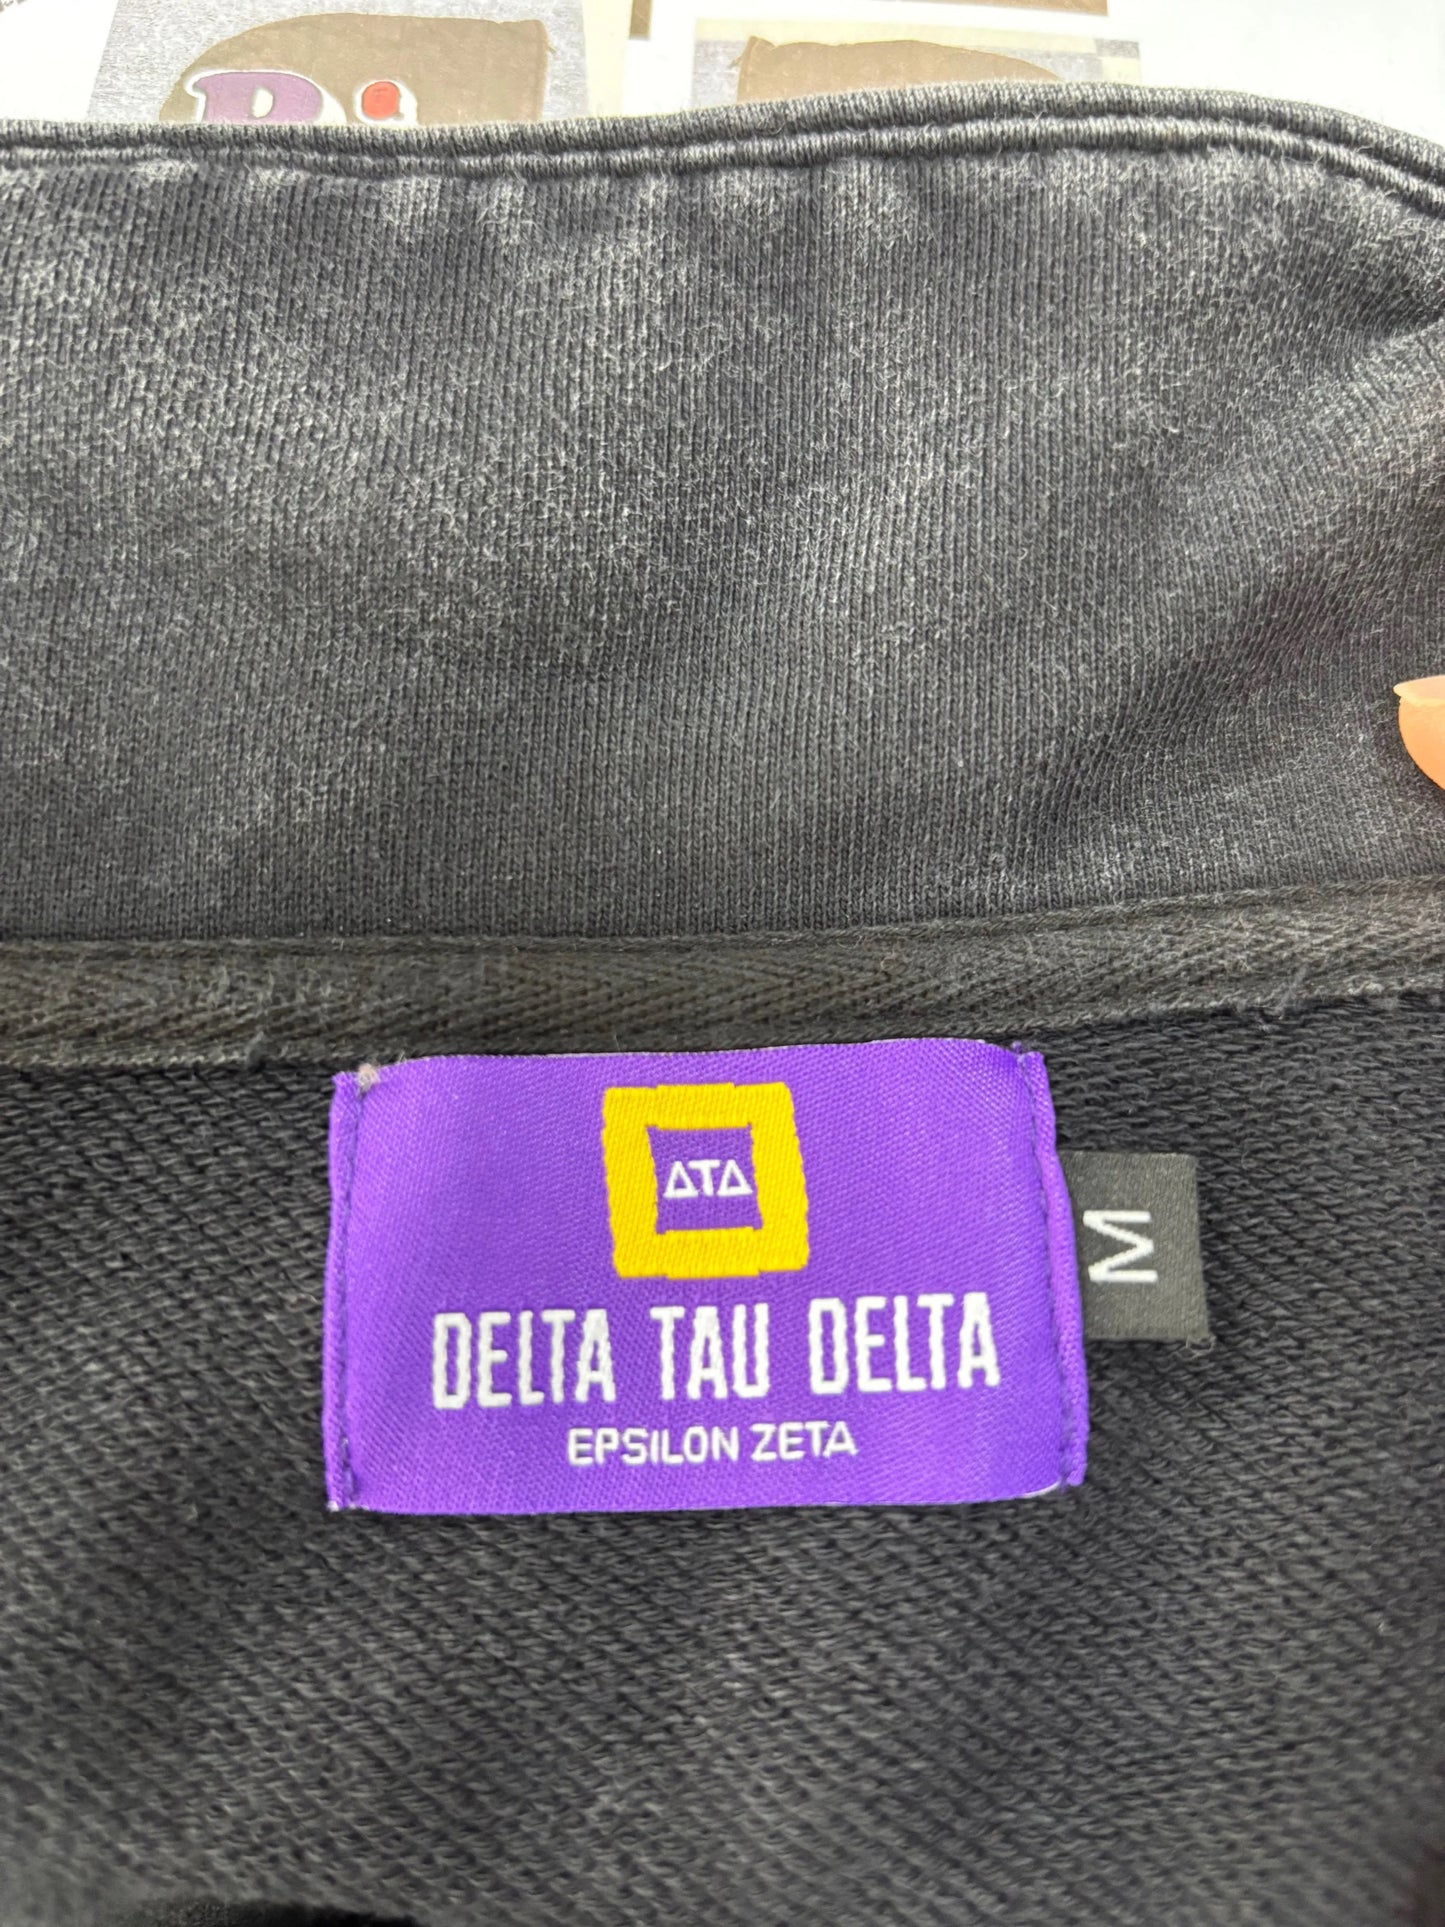 ΔΤΔ
DELTA TAU DELTA
EPSILON ZETA
M